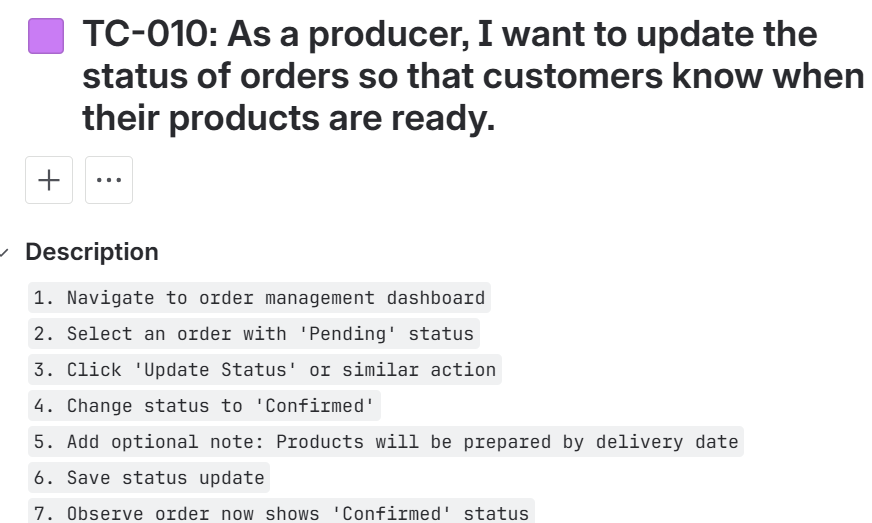 TC-010: As a producer, I want to update the
status of orders so that customers know when
their products are ready.
Description
1. Navigate to order management dashboard
2. Select an order with 'Pending' status
3. Click 'Update Status' or similar action
4. Change status to 'Confirmed'
5. Add optional note: Products will be prepared by delivery date
6. Save status update
7. Observe order now shows 'Confirmed' status